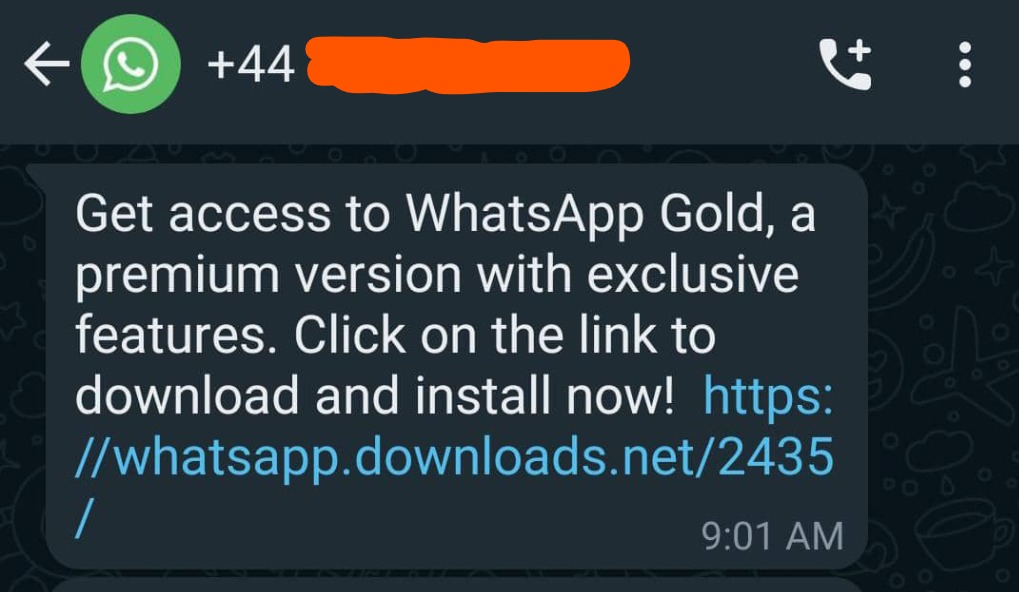 +44
Get access to WhatsApp Gold, a
premium version with exclusive
features. Click on the link to
download and install now! https:
//whatsapp.downloads.net/2435
/
9:01 AM